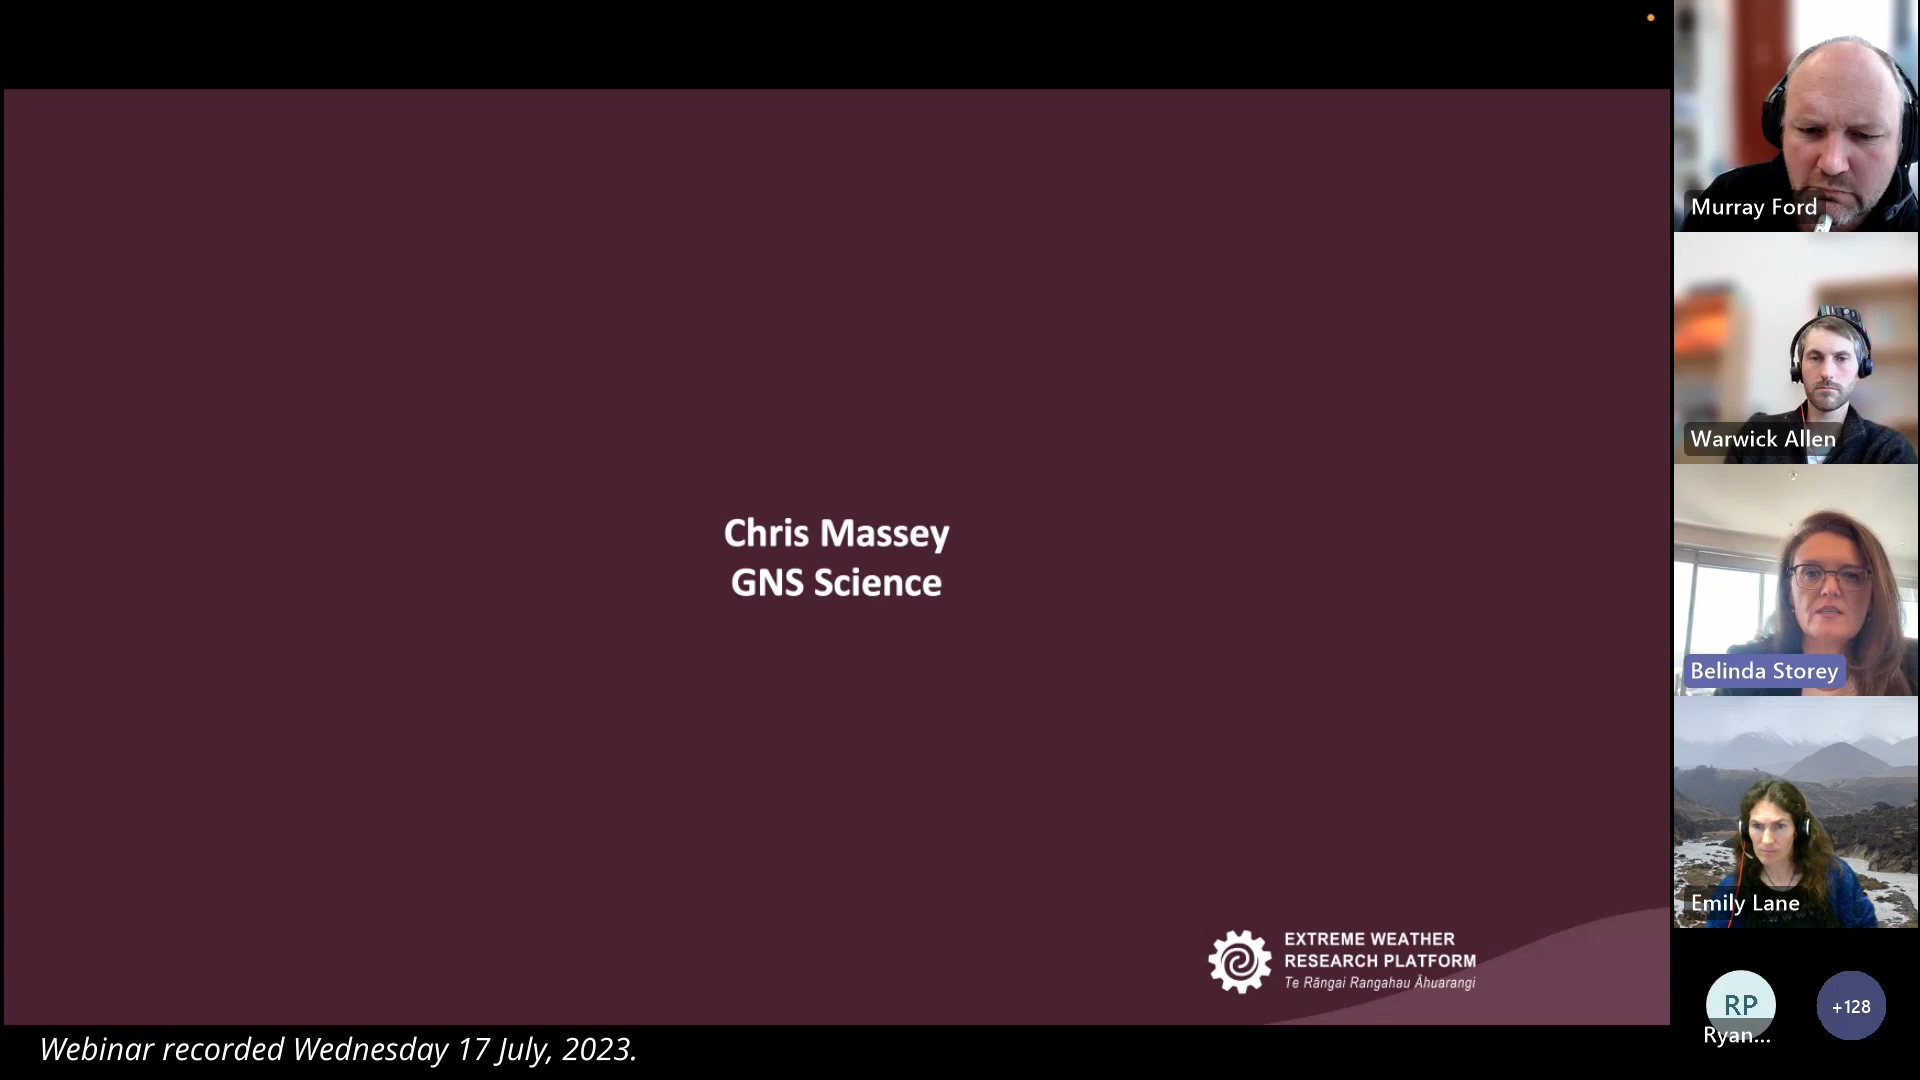 Chris Massey
GNS Science
EXTREME WEATHER
RESEARCH PLATFORM
Te Rāngai Rangahau Āhuarangi
Webinar recorded Wednesday 17 July, 2023.
Murray Ford
Warwick Allen
Belinda Storey
Emily Lane
RP
Ryan...
+128